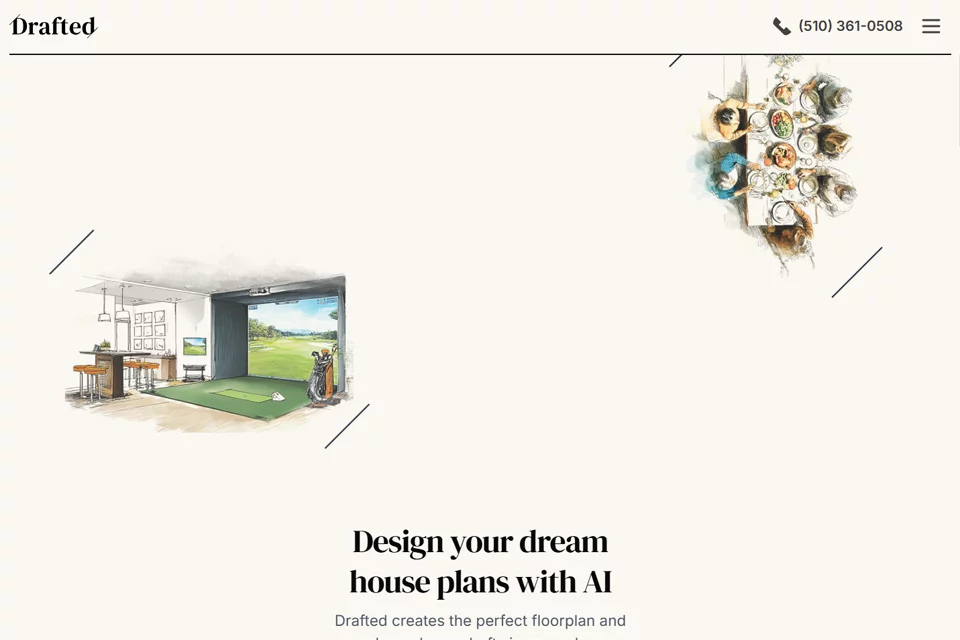 Drafted
(510) 361-0508
Design your dream
house plans with AI
Drafted creates the perfect floorplan and